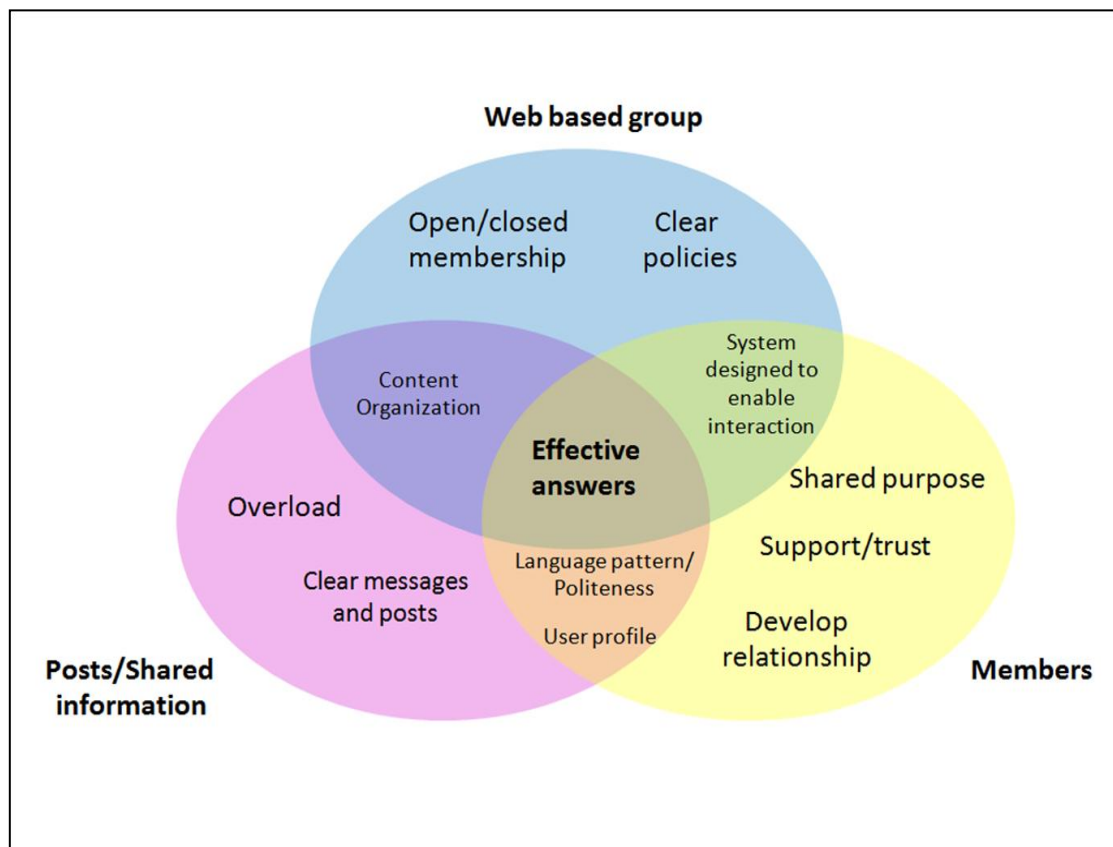 Web based group
Open/closed
membership
Clear
policies
Content
Organization
System
designed to
enable
interaction
Effective
answers
Overload
Clear messages
and posts
Language pattern/
Politeness
User profile
Shared purpose
Support/trust
Develop
relationship
Posts/Shared
information
Members